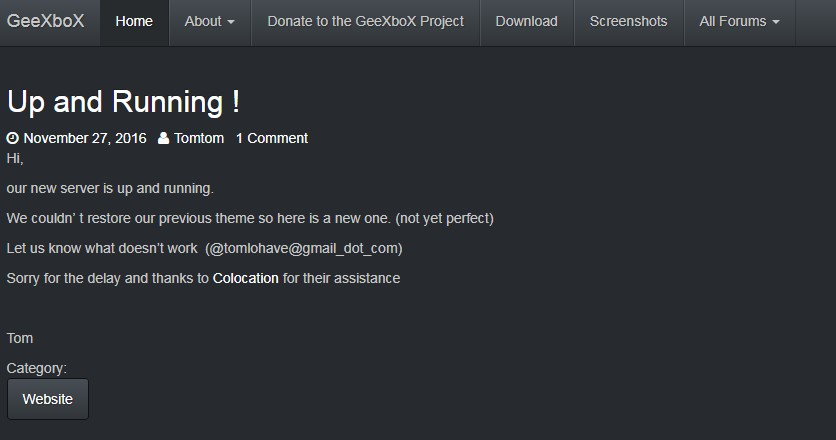 GeeXboX Home About Donate to the GeeXboX Project Download Screenshots All Forums
Up and Running !
November 27, 2016 Tomtom 1 Comment
Hi,
our new server is up and running.
We couldn’ t restore our previous theme so here is a new one. (not yet perfect)
Let us know what doesn’t work (@tomlohave@gmail_dot_com)
Sorry for the delay and thanks to Colocation for their assistance
Tom
Category:
Website